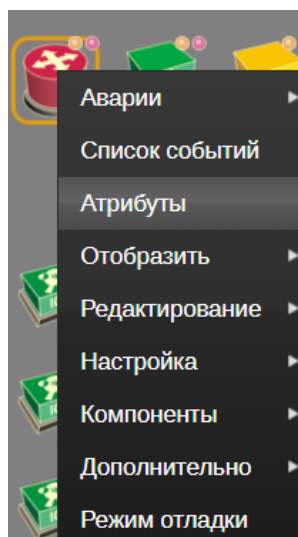 Аварии
Список событий
Атрибуты
Отобразить
Редактирование
Настройка
Компоненты
Дополнительно
Режим отладки